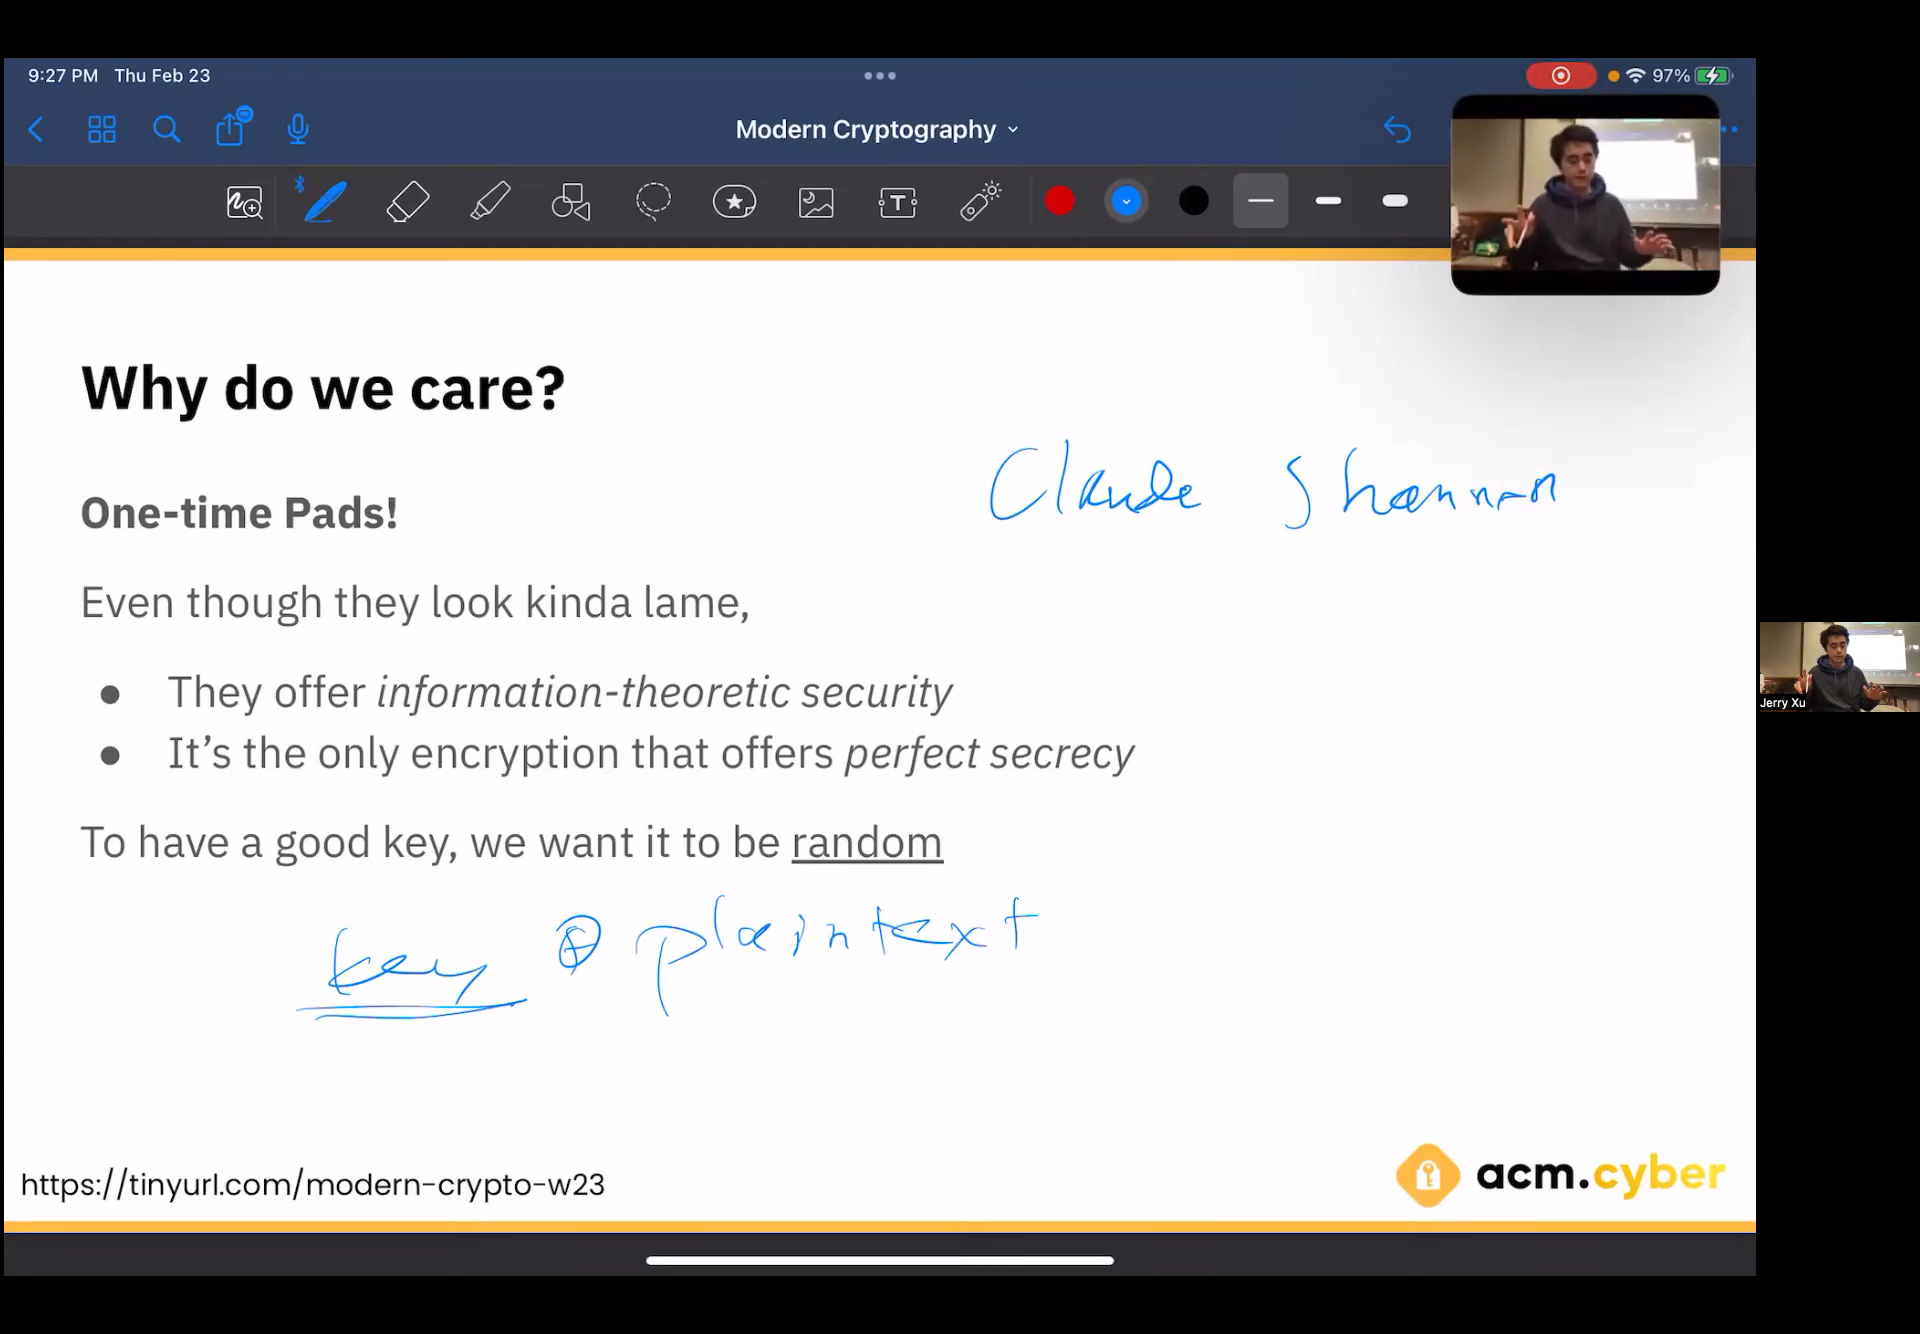 9:27 PM Thu Feb 23
97%
Modern Cryptography
T
Why do we care?
Claude Shannon
One-time Pads!
Even though they look kinda lame,
● They offer information-theoretic security
● It’s the only encryption that offers perfect secrecy
To have a good key, we want it to be random
key ⊕ plaintext
https://tinyurl.com/modern-crypto-w23
acm.cyber
Jerry Xu